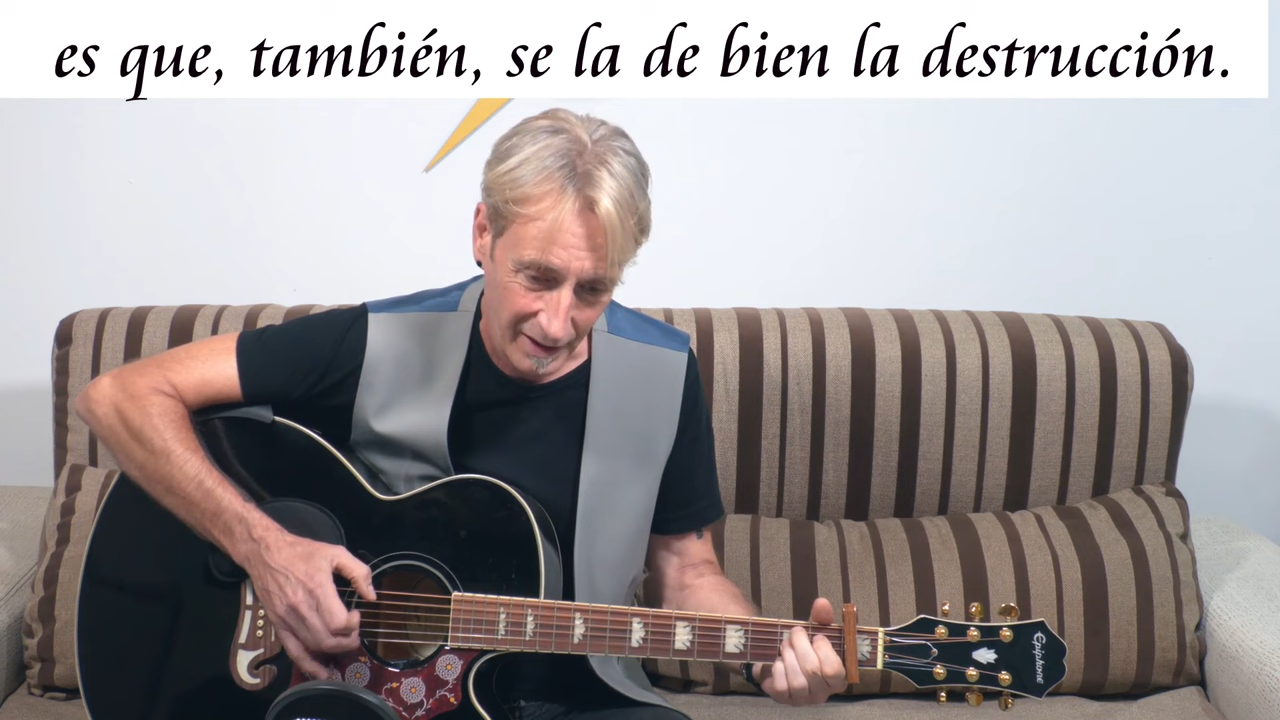 es que, también, se la de bien la destrucción.
Epiphone